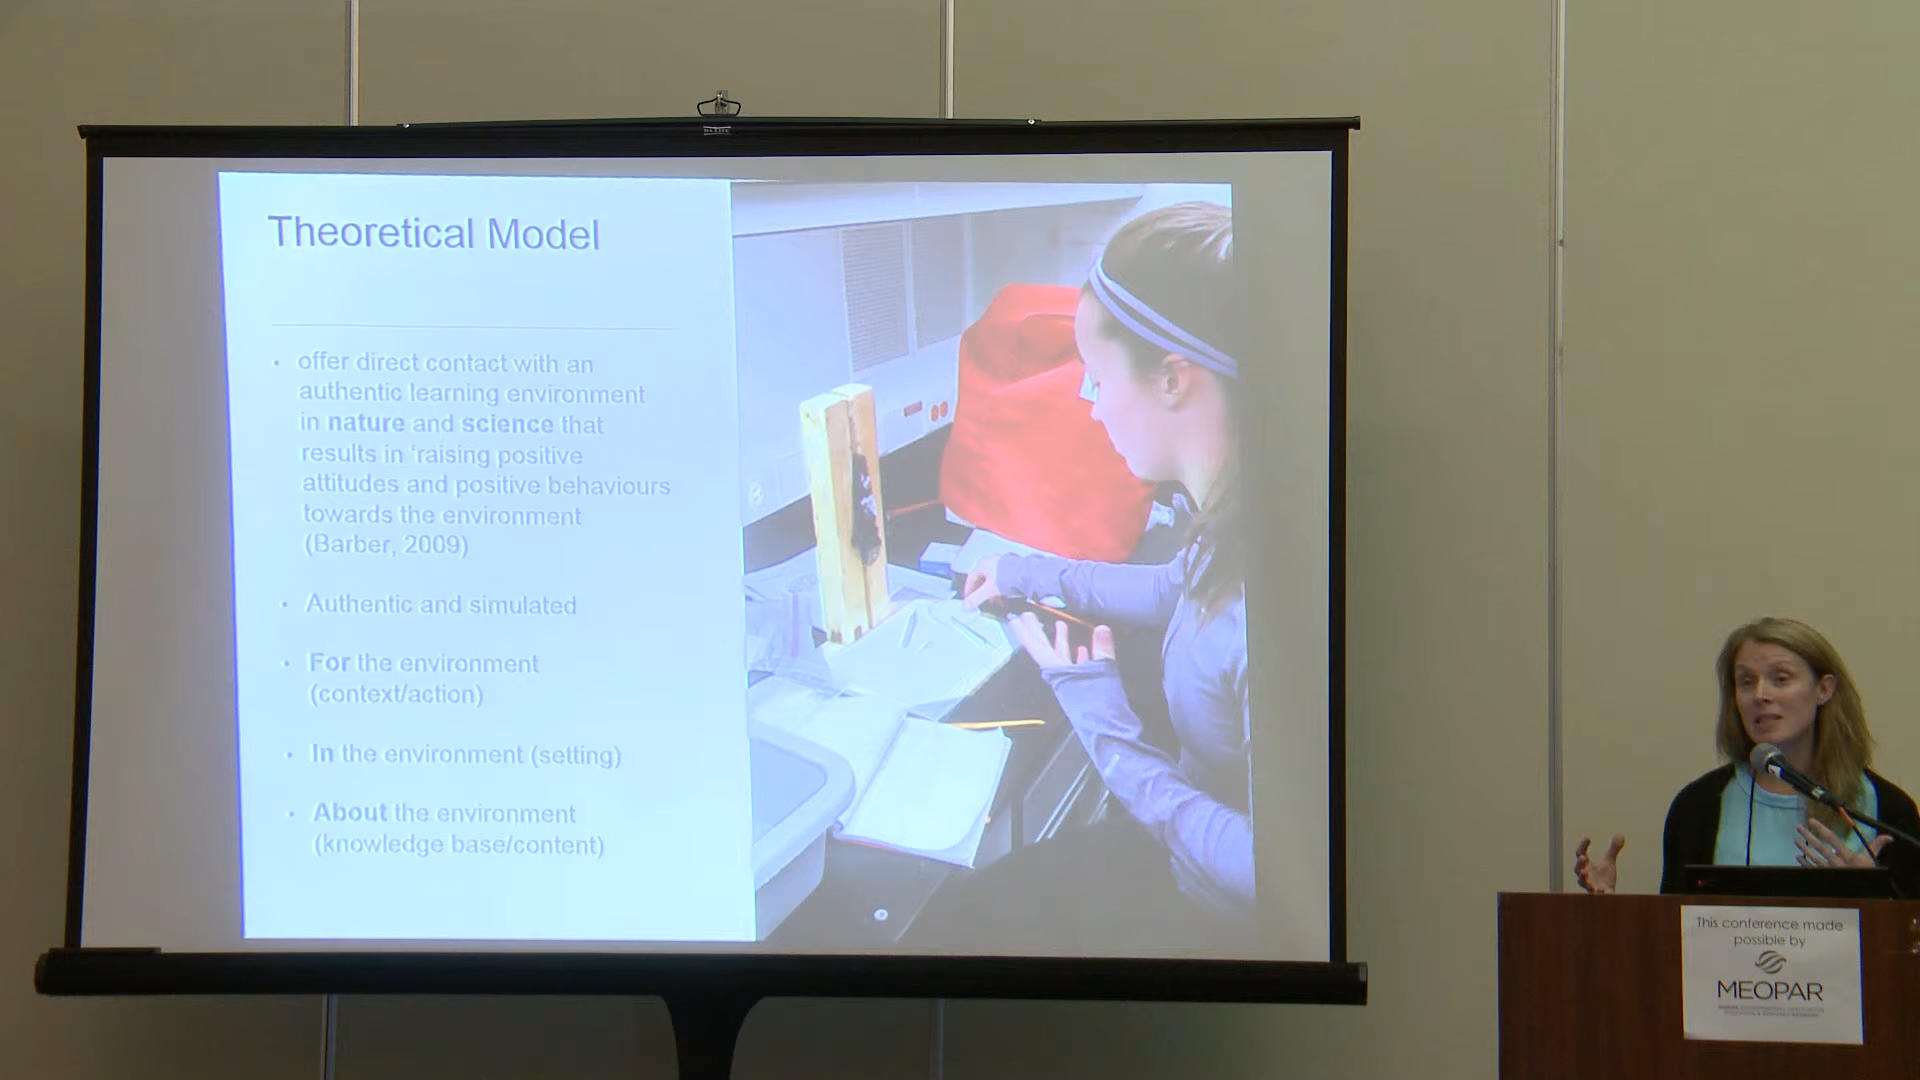 Theoretical Model
• offer direct contact with an
authentic learning environment
in nature and science that
results in ‘raising positive
attitudes and positive behaviours
towards the environment
(Barber, 2009)
• Authentic and simulated
• For the environment
(context/action)
• In the environment (setting)
• About the environment
(knowledge base/content)
This conference made
possible by
MEOPAR